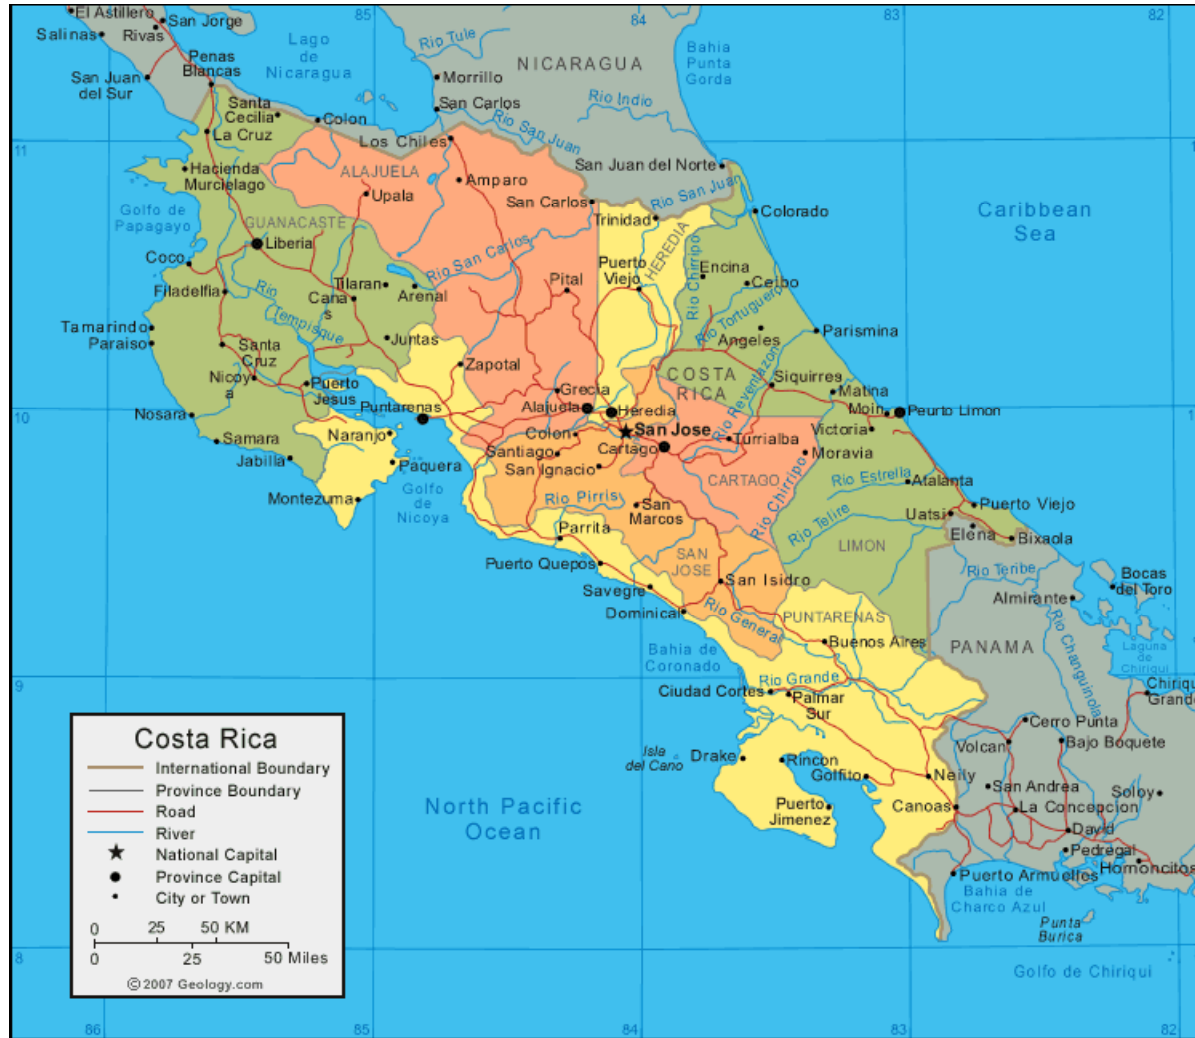 85
84
83
82
El Astillero
San Jorge
Salinas
Rivas
Lago
de
Nicaragua
Rio Tule
Bahia
Punta
Gorda
Penas
Blancas
NICARAGUA
San Juan
del Sur
Morrillo
Santa
Cecilia
San Carlos
Rio Indio
La Cruz
Colon
Rio San Juan
11
Los Chiles
1
Hacienda
Murcielago
ALAJUELA
Amparo
San Juan del Norte
Upala
Rio San Juan
Golfo de
Papagayo
San Carlos
Trinidad
Colorado
Caribbean
Sea
GUANACASTE
Liberia
HEREDIA
Coco
Rio San Carlos
Puerto
Viejo
Rio Chirripo
Encina
Ceibo
Filadelfia
Rio
Tempisque
Tilaran
Arenal
Pital
Canas
Rio Tortuguero
Tamarindo
Paraiso
Parismina
Santa
Cruz
Juntas
Angeles
Zapotal
COSTA
RICA
Nicoya
Puerto
Jesus
Grecia
Siquirres
Matina
Rio Reventazon
10
Nosara
Puntarenas
Alajuela
Heredia
Moin
Peurto Limon
Naranjo
Colon
San Jose
Victoria
Samara
Santiago
Cartago
Turrialba
Jabilla
Paquera
San Ignacio
Moravia
Montezuma
Golfo
de
Nicoya
Rio Pirris
CARTAGO
Rio Chirripo
Rio Estrella
Atalanta
San
Marcos
Puerto Viejo
Uatsi
Parrita
Rio Telire
Elena
Bixaola
LIMON
Puerto Quepos
SAN
JOSE
San Isidro
Rio Teribe
Bocas
del Toro
Savegre
Almirante
Dominical
Rio General
PUNTARENAS
Buenos Aires
PANAMA
Rio Changuinola
Laguna
de
Chiriqui
Bahia de
Coronado
9
Rio Grande
Ciudad Cortes
Palmar
Sur
Chiriqu
Grande
Cerro Punta
Isla
del Cano
Drake
Rincon
Volcan
Bajo Boquete
Golfito
Neily
San Andrea
Soloy
North Pacific
Ocean
Puerto
Jimenez
Canoas
La Concepcion
David
Pedregal
Hornoncitos
Puerto Armuelles
Bahia de
Charco Azul
Punta
Burica
8
Golfo de Chiriqui
Costa Rica
International Boundary
Province Boundary
Road
River
National Capital
Province Capital
City or Town
0 25 50 KM
0 25 50 Miles
© 2007 Geology.com
86
85
84
83
82